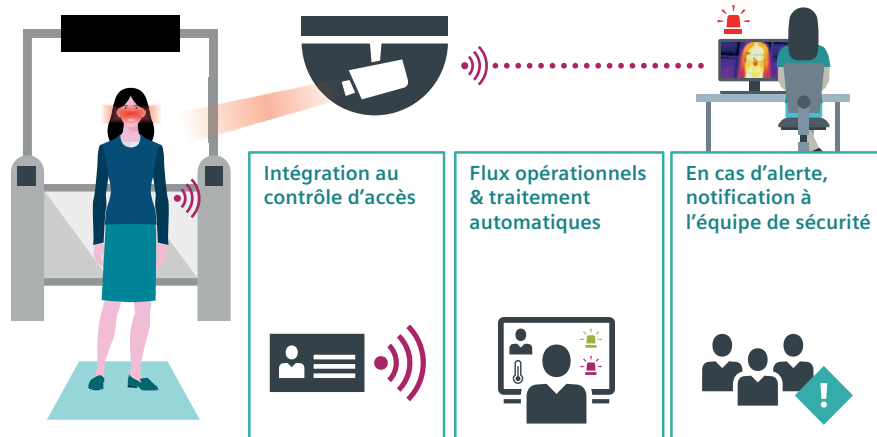 Intégration au
contrôle d’accès
Flux opérationnels
& traitement
automatiques
En cas d’alerte,
notification à
l’équipe de sécurité
!